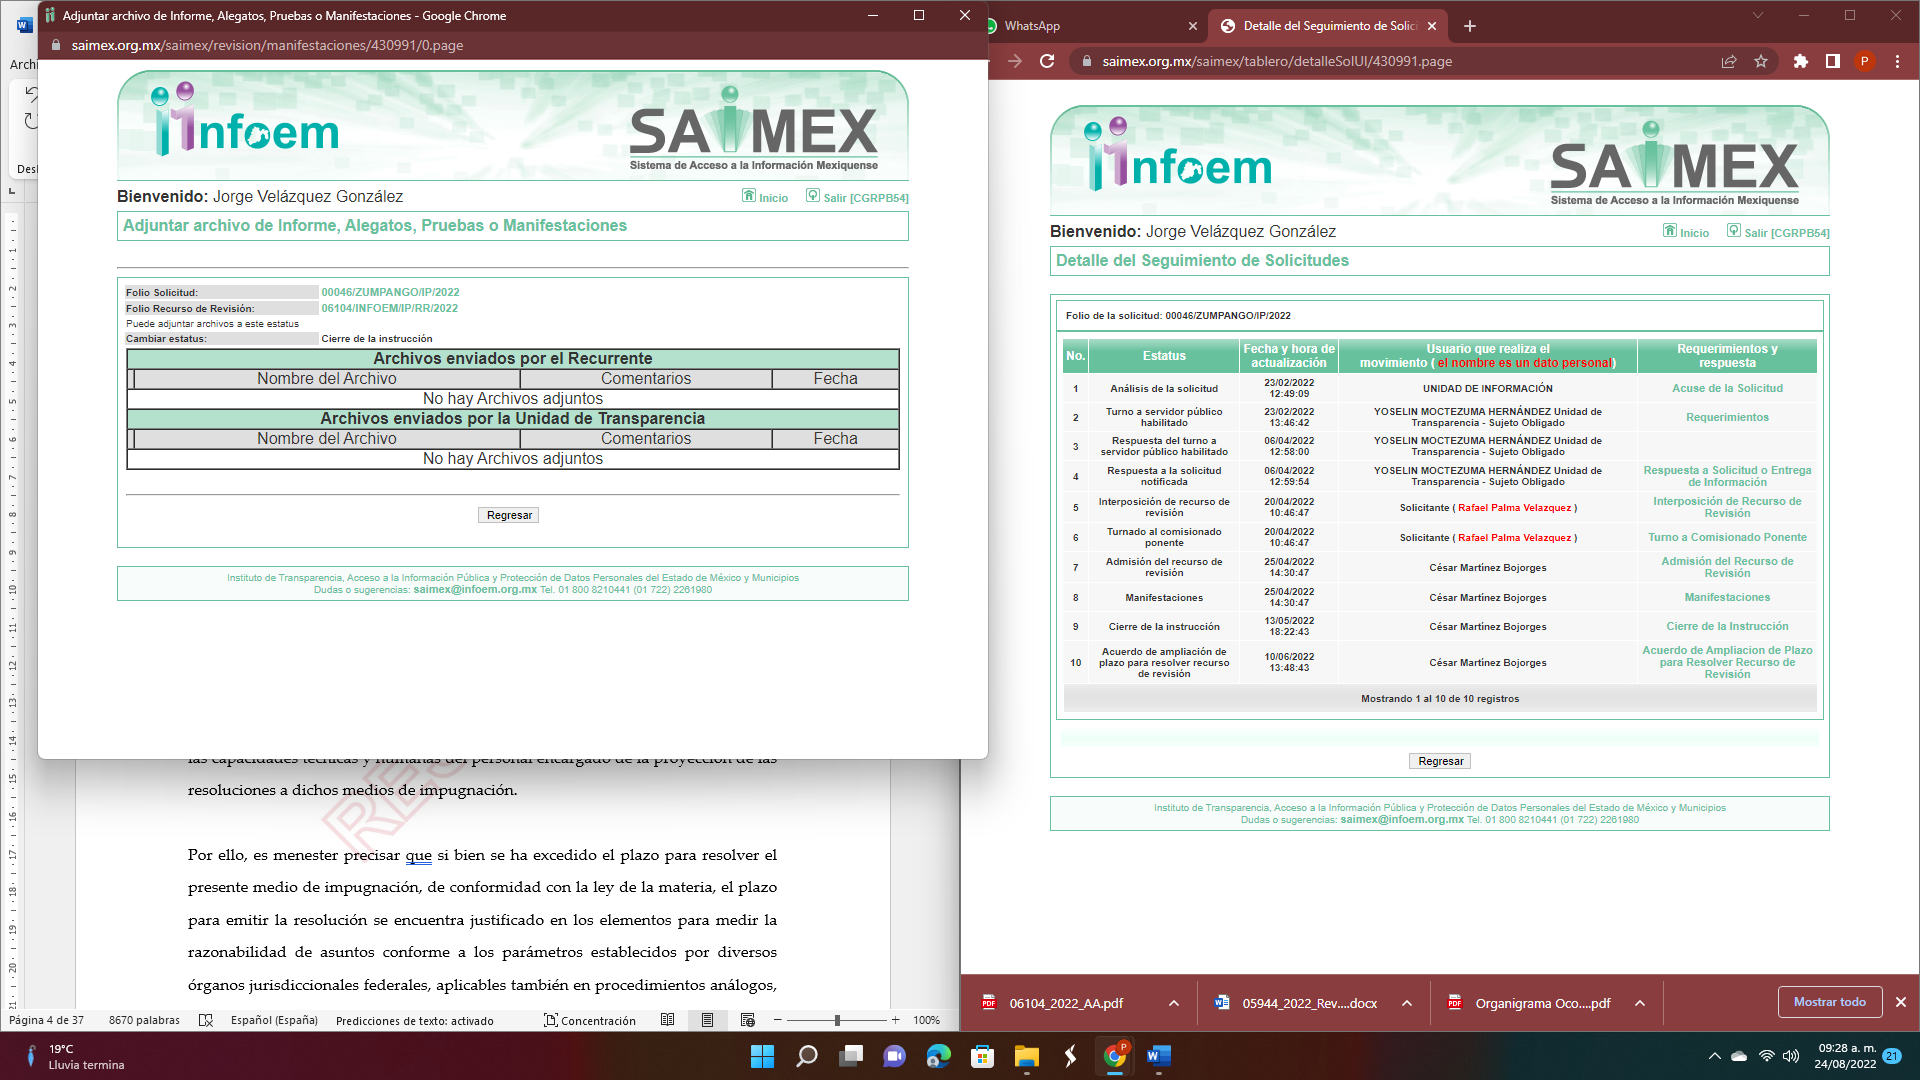 Adjuntar archivo de Informe, Alegatos, Pruebas o Manifestaciones - Google Chrome
saimex.org.mx/saimex/revision/manifestaciones/430991/0.page
infoem
SAIMEX
Sistema de Acceso a la Información Mexiquense
Bienvenido: Jorge Velázquez González
Inicio
Salir [CGRPB54]
Adjuntar archivo de Informe, Alegatos, Pruebas o Manifestaciones
Folio Solicitud: 00046/ZUMPANGO/IP/2022
Folio Recurso de Revisión: 06104/INFOEM/IP/RR/2022
Puede adjuntar archivos a este estatus
Cambiar estatus: Cierre de la instrucción
Archivos enviados por el Recurrente
Nombre del Archivo Comentarios Fecha
No hay Archivos adjuntos
Archivos enviados por la Unidad de Transparencia
Nombre del Archivo Comentarios Fecha
No hay Archivos adjuntos
Regresar
Instituto de Transparencia, Acceso a la Información Pública y Protección de Datos Personales del Estado de México y Municipios
Dudas o sugerencias: saimex@infoem.org.mx Tel. 01 800 8210441 (01 722) 2261980
Archi
Desl
las capacidades técnicas y humanas del personal encargado de la proyección de las
resoluciones a dichos medios de impugnación.
Por ello, es menester precisar que si bien se ha excedido el plazo para resolver el
presente medio de impugnación, de conformidad con la ley de la materia, el plazo
para emitir la resolución se encuentra justificado en los elementos para medir la
razonabilidad de asuntos conforme a los parámetros establecidos por diversos
órganos jurisdiccionales federales, aplicables también en procedimientos análogos,
Página 4 de 37 8670 palabras Español (España) Predicciones de texto: activado Concentración 100%
WhatsApp
Detalle del Seguimiento de Solici
saimex.org.mx/saimex/tablero/detalleSolUI/430991.page
P
infoem
SAIMEX
Sistema de Acceso a la Información Mexiquense
Bienvenido: Jorge Velázquez González
Inicio
Salir [CGRPB54]
Detalle del Seguimiento de Solicitudes
Folio de la solicitud: 00046/ZUMPANGO/IP/2022
No. Estatus Fecha y hora de actualización Usuario que realiza el movimiento ( el nombre es un dato personal) Requerimientos y respuesta
1 Análisis de la solicitud 23/02/2022 12:49:09 UNIDAD DE INFORMACIÓN Acuse de la Solicitud
2 Turno a servidor público habilitado 23/02/2022 13:46:42 YOSELIN MOCTEZUMA HERNÁNDEZ Unidad de Transparencia - Sujeto Obligado Requerimientos
3 Respuesta del turno a servidor público habilitado 06/04/2022 12:58:00 YOSELIN MOCTEZUMA HERNÁNDEZ Unidad de Transparencia - Sujeto Obligado
4 Respuesta a la solicitud notificada 06/04/2022 12:59:54 YOSELIN MOCTEZUMA HERNÁNDEZ Unidad de Transparencia - Sujeto Obligado Respuesta a Solicitud o Entrega de Información
5 Interposición de recurso de revisión 20/04/2022 10:46:47 Solicitante ( Rafael Palma Velazquez ) Interposición de Recurso de Revisión
6 Turnado al comisionado ponente 20/04/2022 10:46:47 Solicitante ( Rafael Palma Velazquez ) Turno a Comisionado Ponente
7 Admisión del recurso de revisión 25/04/2022 14:30:47 César Martínez Bojorges Admisión del Recurso de Revisión
8 Manifestaciones 25/04/2022 14:30:47 César Martínez Bojorges Manifestaciones
9 Cierre de la instrucción 13/05/2022 18:22:43 César Martínez Bojorges Cierre de la Instrucción
10 Acuerdo de ampliación de plazo para resolver recurso de revisión 10/06/2022 13:48:43 César Martínez Bojorges Acuerdo de Ampliacion de Plazo para Resolver Recurso de Revisión
Mostrando 1 al 10 de 10 registros
Regresar
Instituto de Transparencia, Acceso a la Información Pública y Protección de Datos Personales del Estado de México y Municipios
Dudas o sugerencias: saimex@infoem.org.mx Tel. 01 800 8210441 (01 722) 2261980
06104_2022_AA.pdf
05944_2022_Rev....docx
Organigrama Oco....pdf
Mostrar todo
19°C
Lluvia termina
09:28 a. m.
24/08/2022
21